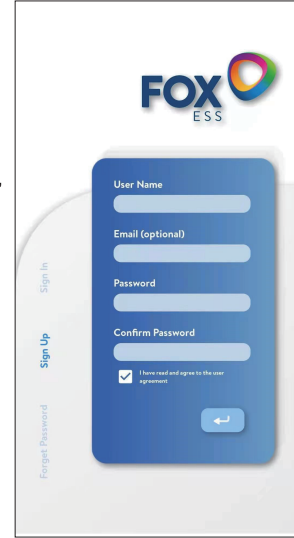 FOX
ESS
User Name
Email (optional)
Password
Confirm Password
I have read and agree to the user
agreement
Sign In
Sign Up
Forget Password